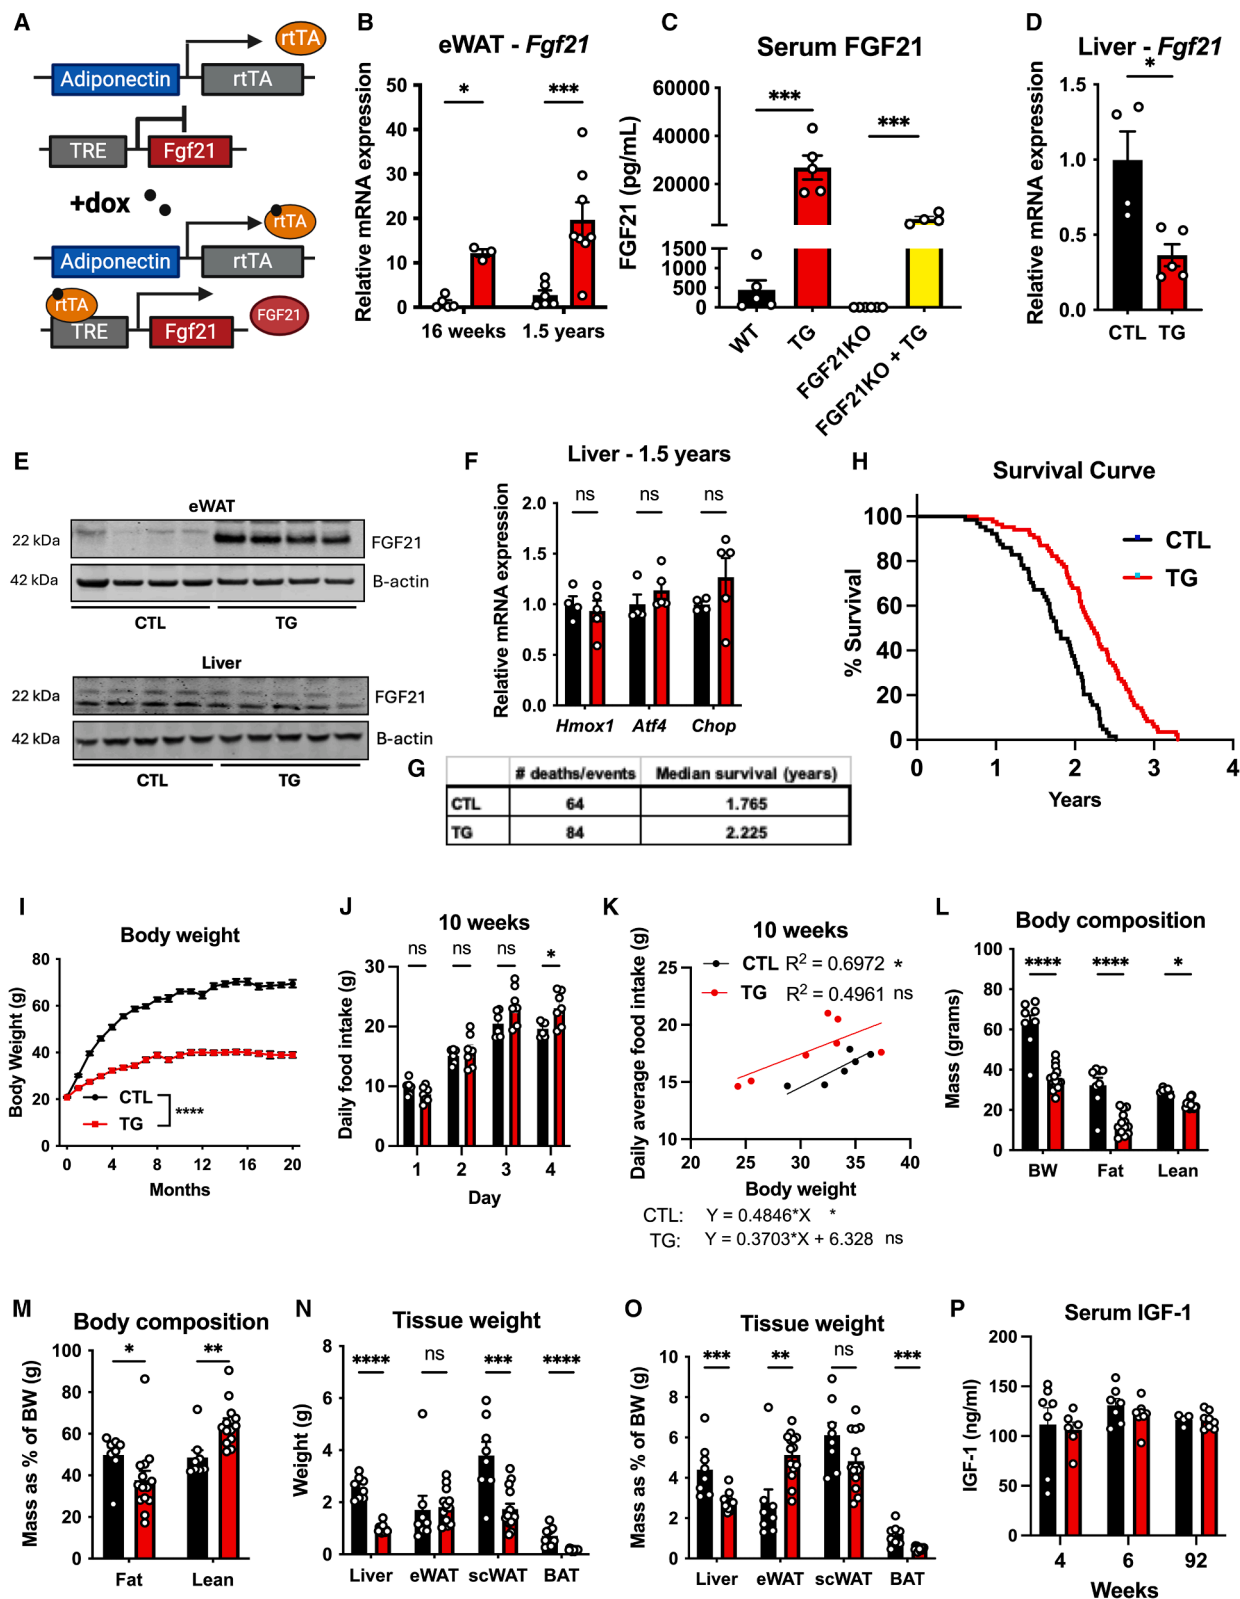 A
rtTA
Adiponectin
rtTA
TRE
Fgf21
+dox
rtTA
Adiponectin
rtTA
rtTA
TRE
Fgf21
FGF21
B
eWAT - Fgf21
Relative mRNA expression
50
40
30
20
10
0
*
***
16 weeks
1.5 years
C
Serum FGF21
FGF21 (pg/mL)
60000
40000
20000
1500
1000
500
0
***
***
WT
TG
FGF21KO
FGF21KO + TG
D
Liver - Fgf21
Relative mRNA expression
1.5
1.0
0.5
0.0
*
CTL
TG
E
eWAT
22 kDa
FGF21
42 kDa
B-actin
CTL
TG
Liver
22 kDa
FGF21
42 kDa
B-actin
CTL
TG
F
Liver - 1.5 years
Relative mRNA expression
2.0
1.5
1.0
0.5
0.0
ns
ns
ns
Hmox1
Atf4
Chop
G
# deaths/events
Median survival (years)
CTL
64
1.765
TG
84
2.225
H
Survival Curve
% Survival
100
80
60
40
20
0
CTL
TG
0
1
2
3
4
Years
I
Body weight
Body Weight (g)
80
60
40
20
0
CTL
TG
****
0
4
8
12
16
20
Months
J
10 weeks
Daily food intake (g)
30
20
10
0
ns
ns
ns
*
1
2
3
4
Day
K
10 weeks
Daily average food intake (g)
25
20
15
10
CTL R² = 0.6972 *
TG R² = 0.4961 ns
20
25
30
35
40
Body weight
CTL: Y = 0.4846*X *
TG: Y = 0.3703*X + 6.328 ns
L
Body composition
Mass (grams)
100
80
60
40
20
0
****
****
*
BW
Fat
Lean
M
Body composition
Mass as % of BW (g)
100
80
60
40
20
0
*
**
Fat
Lean
N
Tissue weight
Weight (g)
8
6
4
2
0
****
ns
***
****
Liver
eWAT
scWAT
BAT
O
Tissue weight
Mass as % of BW (g)
10
8
6
4
2
0
***
**
ns
***
Liver
eWAT
scWAT
BAT
P
Serum IGF-1
IGF-1 (ng/ml)
200
150
100
50
0
4
6
92
Weeks